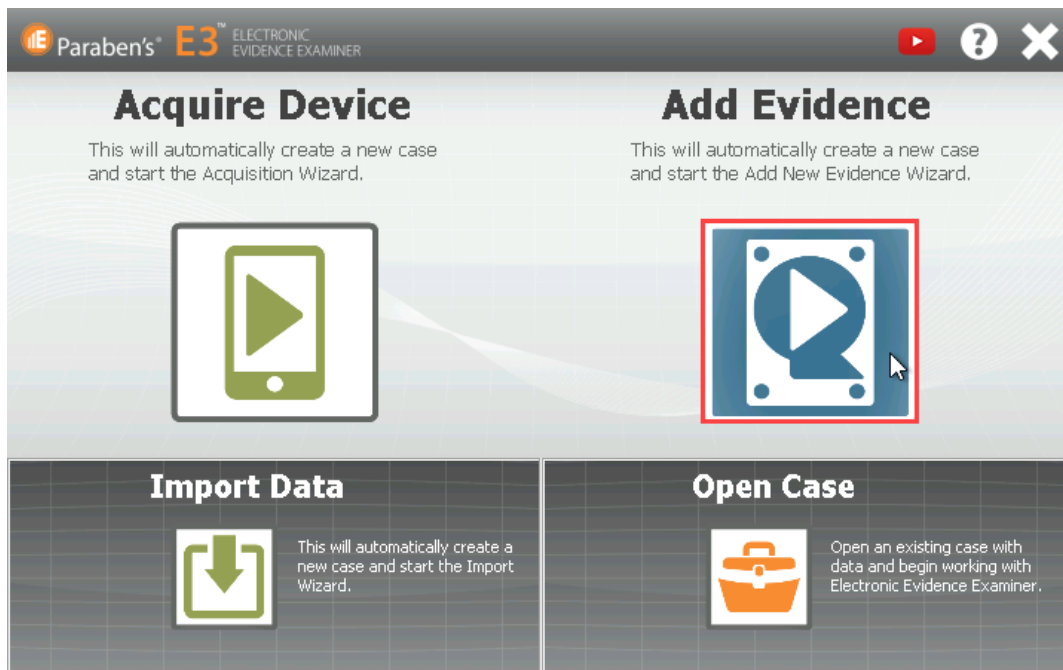 Paraben's® E3™ ELECTRONIC
EVIDENCE EXAMINER
Acquire Device
This will automatically create a new case
and start the Acquisition Wizard.
Add Evidence
This will automatically create a new case
and start the Add New Evidence Wizard.
Import Data
This will automatically create a
new case and start the Import
Wizard.
Open Case
Open an existing case with
data and begin working with
Electronic Evidence Examiner.